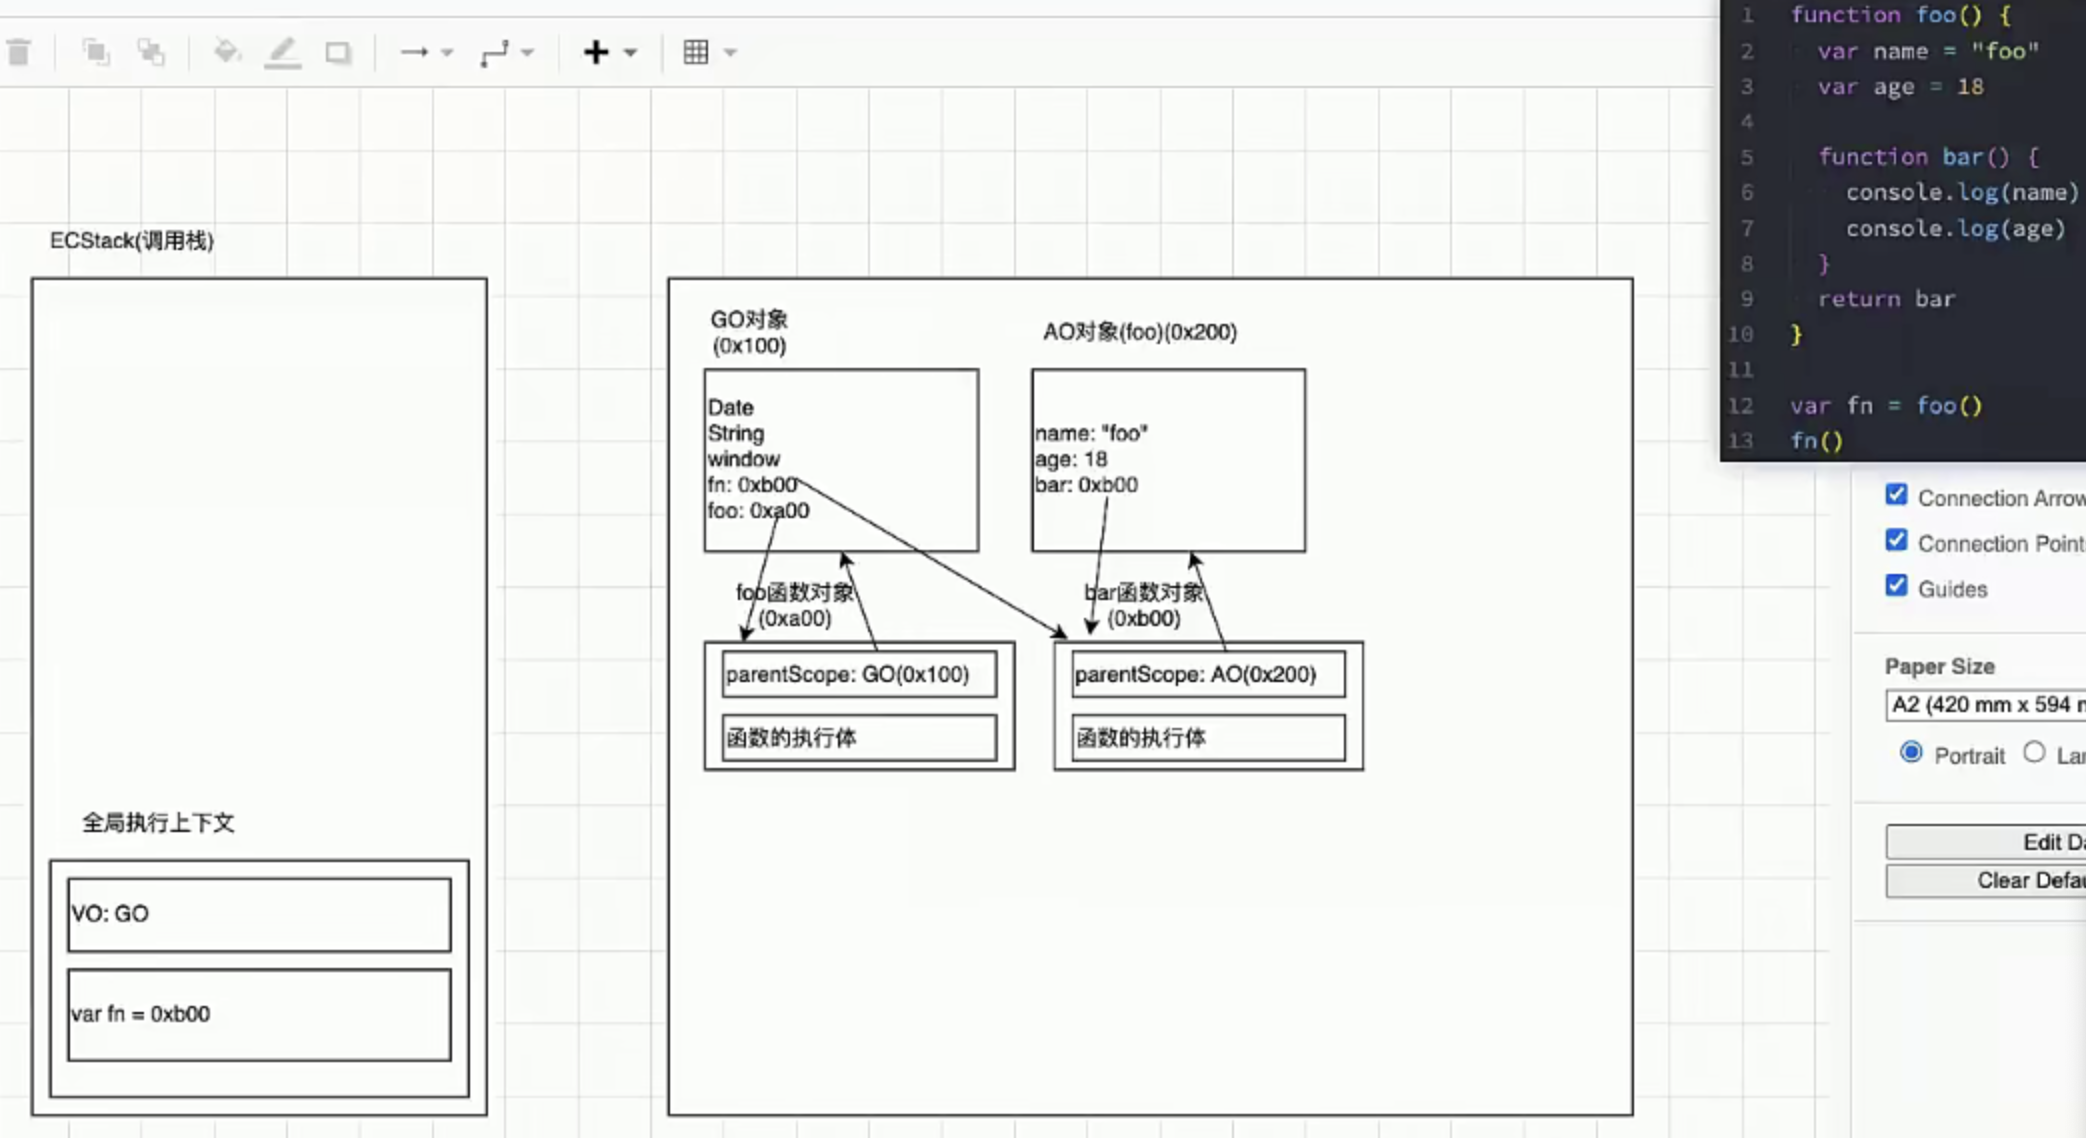 ECStack(调用栈)
全局执行上下文
VO: GO
var fn = 0xb00
GO对象
(0x100)
Date
String
window
fn: 0xb00
foo: 0xa00
AO对象(foo)(0x200)
name: "foo"
age: 18
bar: 0xb00
foo函数对象
(0xa00)
parentScope: GO(0x100)
函数的执行体
bar函数对象
(0xb00)
parentScope: AO(0x200)
函数的执行体
1 function foo() {
2 var name = "foo"
3 var age = 18
4
5 function bar() {
6 console.log(name)
7 console.log(age)
8 }
9 return bar
10 }
11
12 var fn = foo()
13 fn()
Connection Arrow
Connection Point
Guides
Paper Size
A2 (420 mm x 594 m
Portrait
Lan
Edit Da
Clear Defau